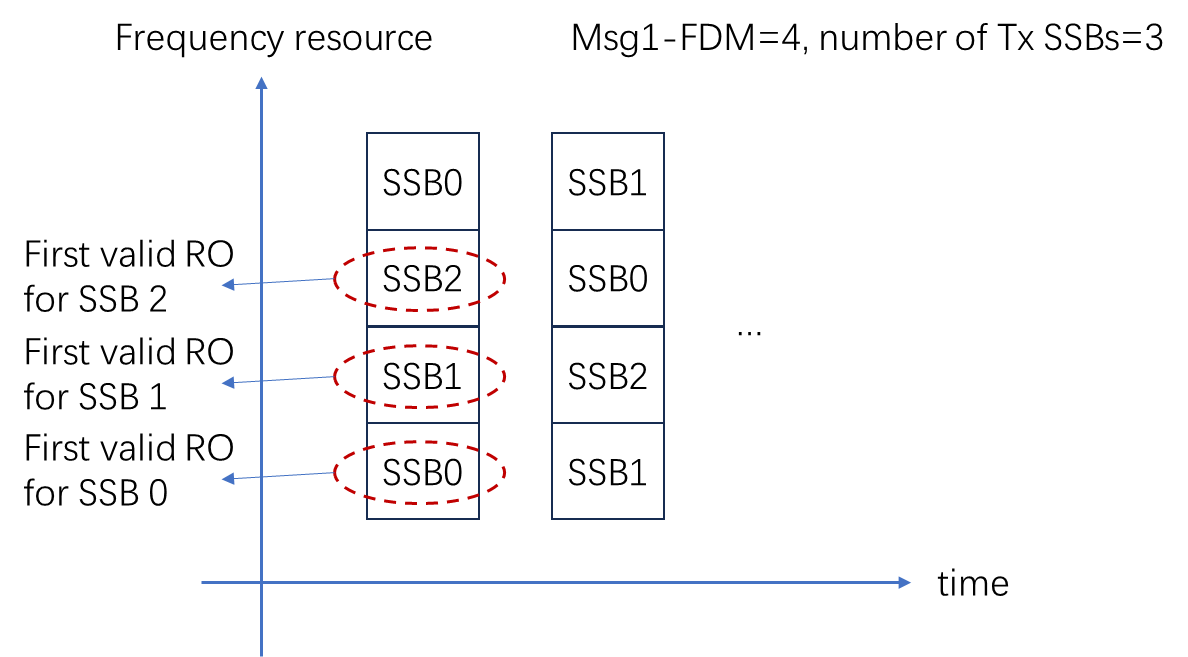 Frequency resource
Msg1-FDM=4, number of Tx SSBs=3
SSB0
SSB1
First valid RO
for SSB 2
SSB2
SSB0
...
First valid RO
for SSB 1
SSB1
SSB2
First valid RO
for SSB 0
SSB0
SSB1
time